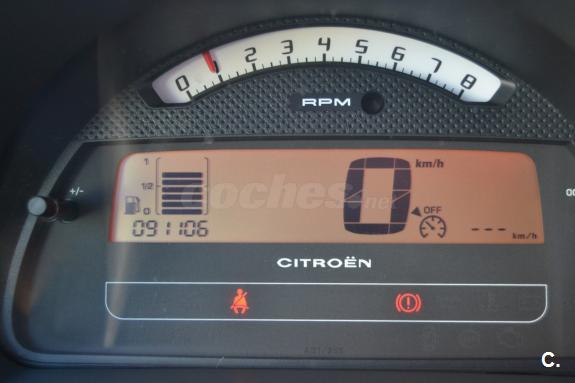 0 1 2 3 4 5 6 7 8
RPM
+/-
1
1/2
0
091106
coches.net
0 km/h
OFF
--- km/h
CITROËN
C.